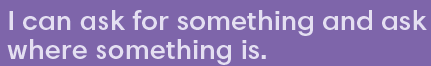 I can ask for something and ask
where something is.